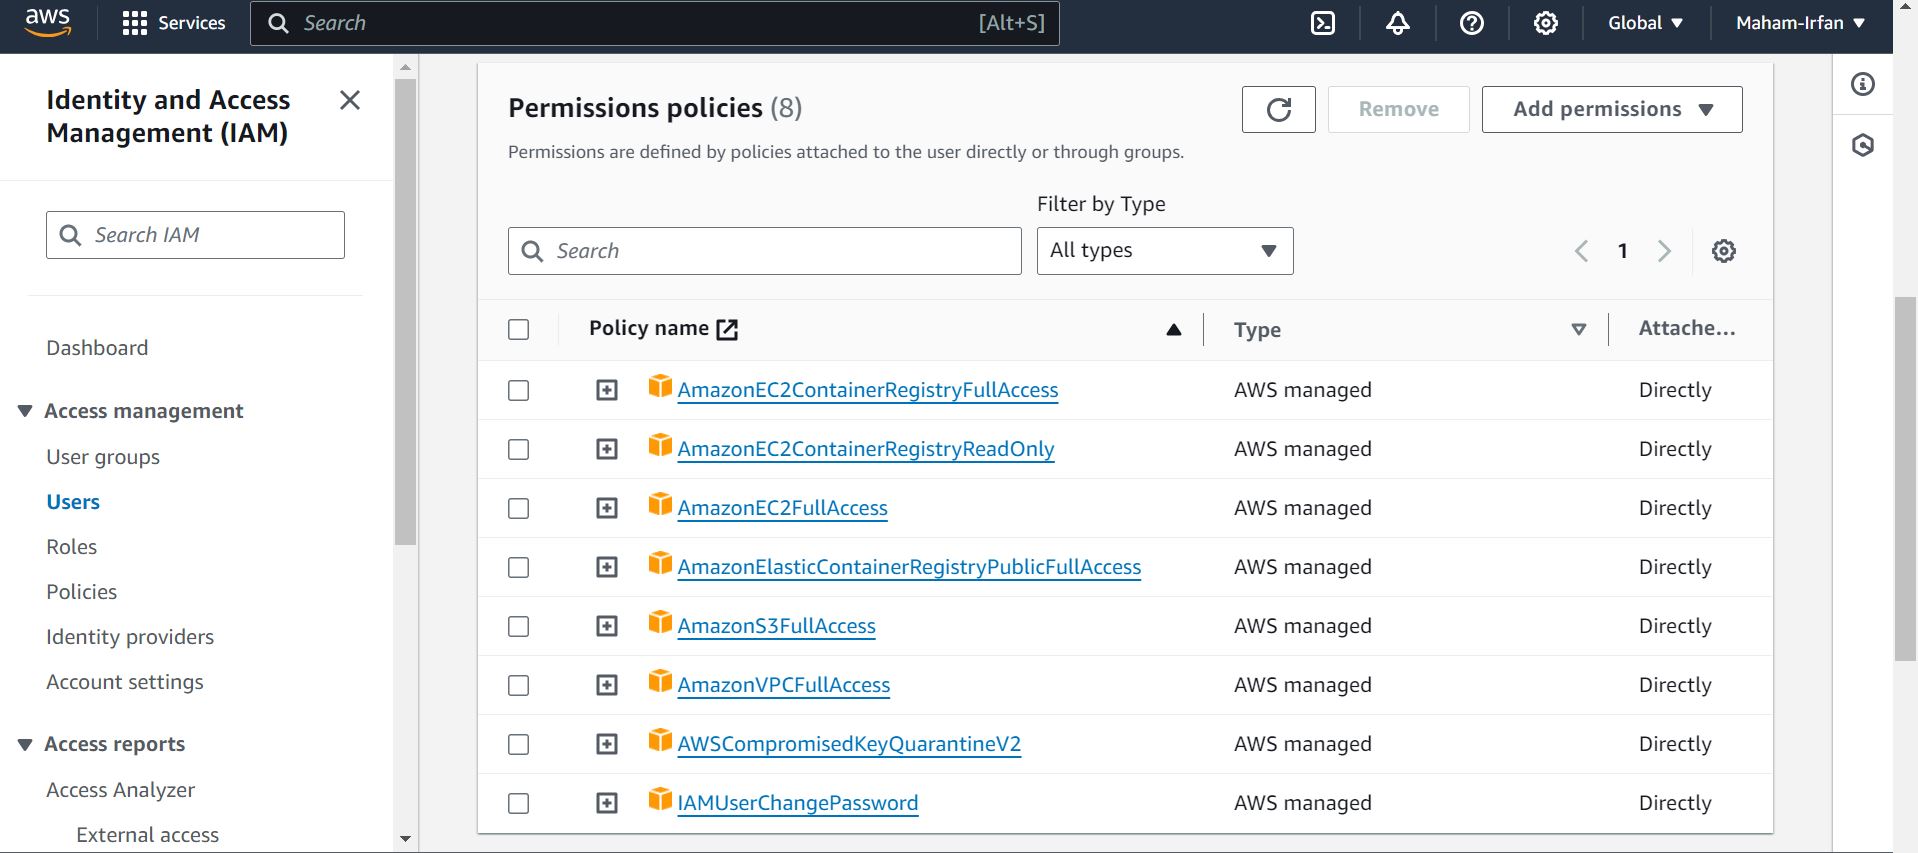 aws
Services
Search [Alt+S]
Global
Maham-Irfan
Identity and Access
Management (IAM)
Search IAM
Dashboard
Access management
User groups
Users
Roles
Policies
Identity providers
Account settings
Access reports
Access Analyzer
External access
Permissions policies (8)
Remove
Add permissions
Permissions are defined by policies attached to the user directly or through groups.
Filter by Type
Search
All types
1
Policy name Type Attache...
AmazonEC2ContainerRegistryFullAccess AWS managed Directly
AmazonEC2ContainerRegistryReadOnly AWS managed Directly
AmazonEC2FullAccess AWS managed Directly
AmazonElasticContainerRegistryPublicFullAccess AWS managed Directly
AmazonS3FullAccess AWS managed Directly
AmazonVPCFullAccess AWS managed Directly
AWSCompromisedKeyQuarantineV2 AWS managed Directly
IAMUserChangePassword AWS managed Directly